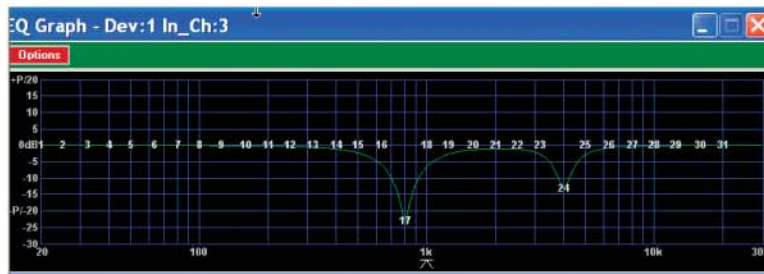 EQ Graph - Dev:1 In_Ch:3
Options
+P/20
15
10
5
0dB1 2 3 4 5 6 7 8 9 10 11 12 13 14 15 16 18 19 20 21 22 23 25 26 27 28 29 30 31
-5
-10
24
-15
-P/-20
17
-25
-30
20 100 1k 10k 30